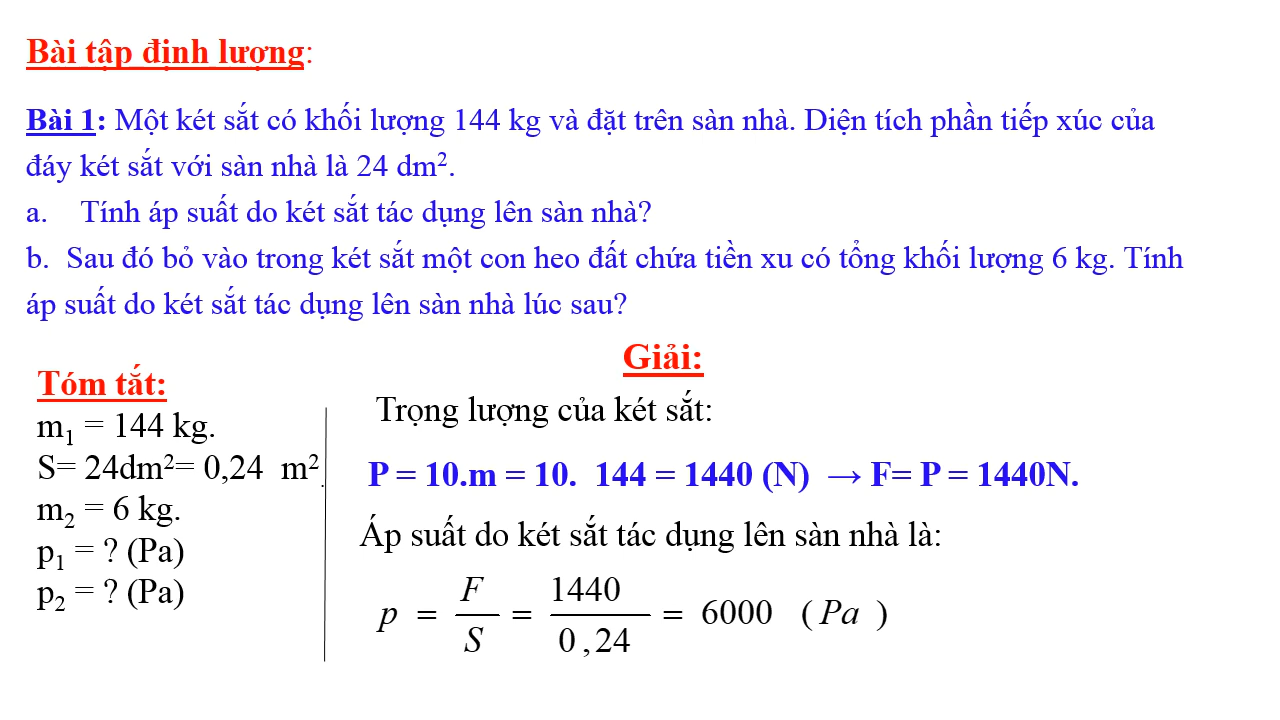 Bài tập định lượng:
Bài 1: Một két sắt có khối lượng 144 kg và đặt trên sàn nhà. Diện tích phần tiếp xúc của
đáy két sắt với sàn nhà là 24 dm².
a. Tính áp suất do két sắt tác dụng lên sàn nhà?
b. Sau đó bỏ vào trong két sắt một con heo đất chứa tiền xu có tổng khối lượng 6 kg. Tính
áp suất do két sắt tác dụng lên sàn nhà lúc sau?
Tóm tắt:
m₁ = 144 kg.
S= 24dm²= 0,24 m².
m₂ = 6 kg.
p₁ = ? (Pa)
p₂ = ? (Pa)
Giải:
Trọng lượng của két sắt:
P = 10.m = 10. 144 = 1440 (N) → F= P = 1440N.
Áp suất do két sắt tác dụng lên sàn nhà là:
p = F/S = 1440/0,24 = 6000 (Pa)